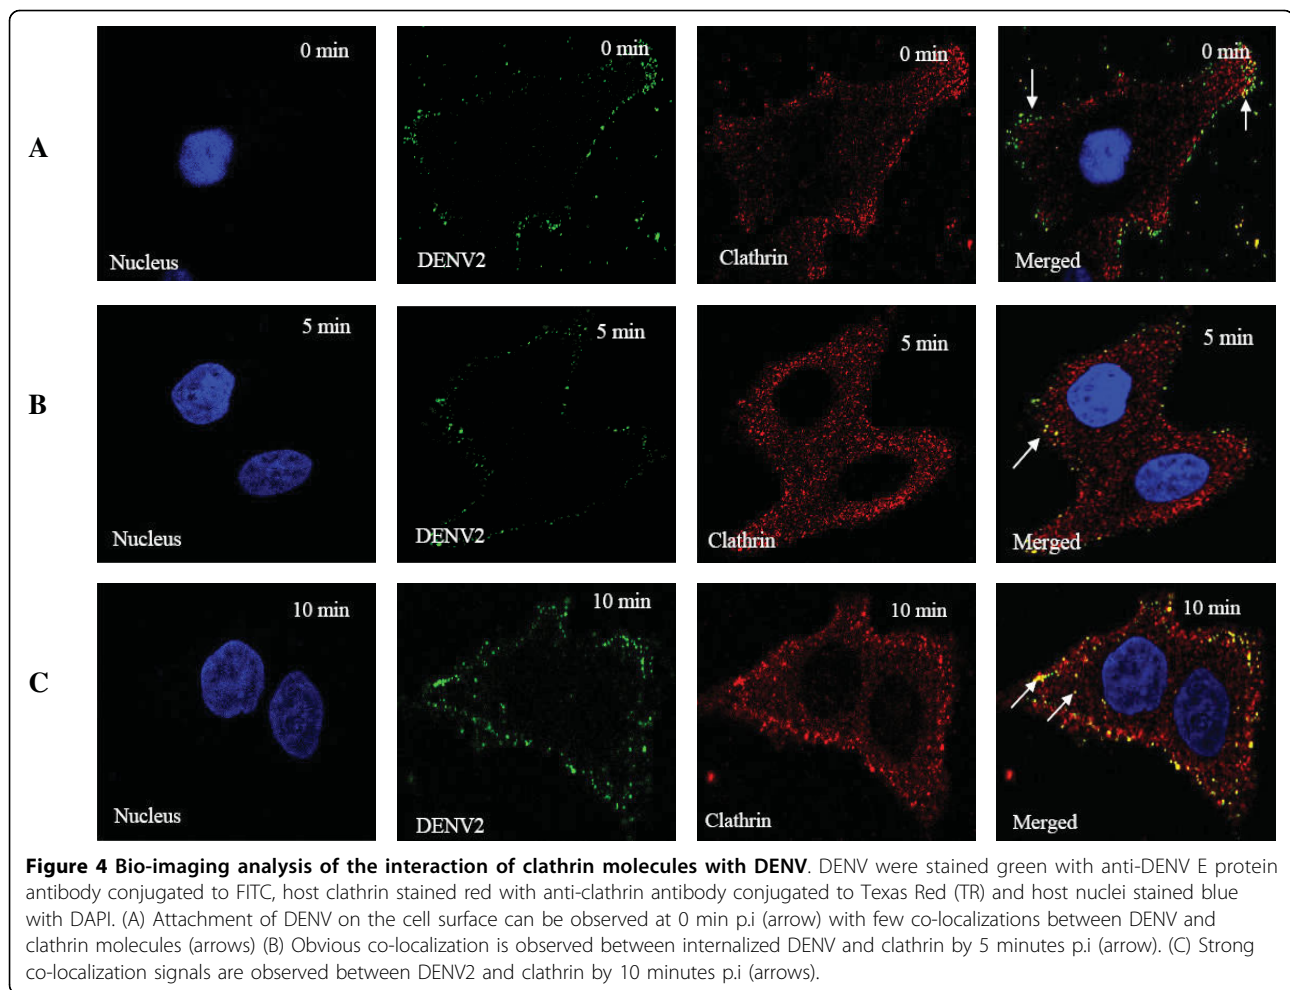 0 min
0 min
0 min
0 min
A
Nucleus
DENV2
Clathrin
Merged
5 min
5 min
5 min
5 min
B
Nucleus
DENV2
Clathrin
Merged
10 min
10 min
10 min
10 min
C
Nucleus
DENV2
Clathrin
Merged
Figure 4 Bio-imaging analysis of the interaction of clathrin molecules with DENV. DENV were stained green with anti-DENV E protein
antibody conjugated to FITC, host clathrin stained red with anti-clathrin antibody conjugated to Texas Red (TR) and host nuclei stained blue
with DAPI. (A) Attachment of DENV on the cell surface can be observed at 0 min p.i (arrow) with few co-localizations between DENV and
clathrin molecules (arrows) (B) Obvious co-localization is observed between internalized DENV and clathrin by 5 minutes p.i (arrow). (C) Strong
co-localization signals are observed between DENV2 and clathrin by 10 minutes p.i (arrows).